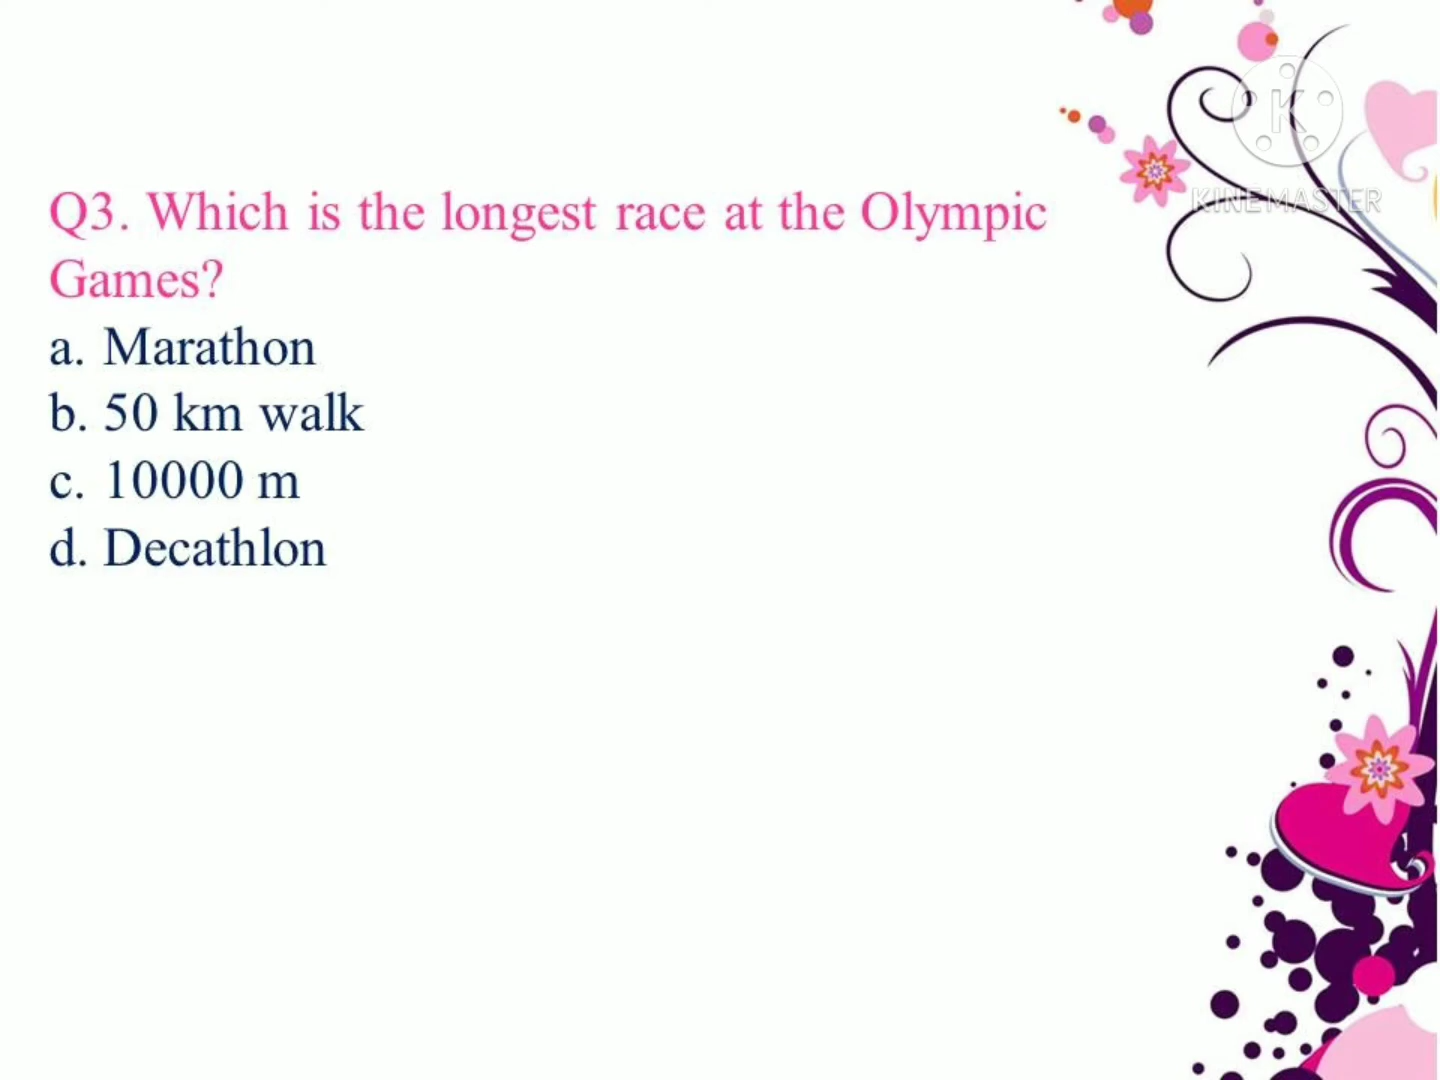 Q3. Which is the longest race at the Olympic
Games?
a. Marathon
b. 50 km walk
c. 10000 m
d. Decathlon
K
KINEMASTER